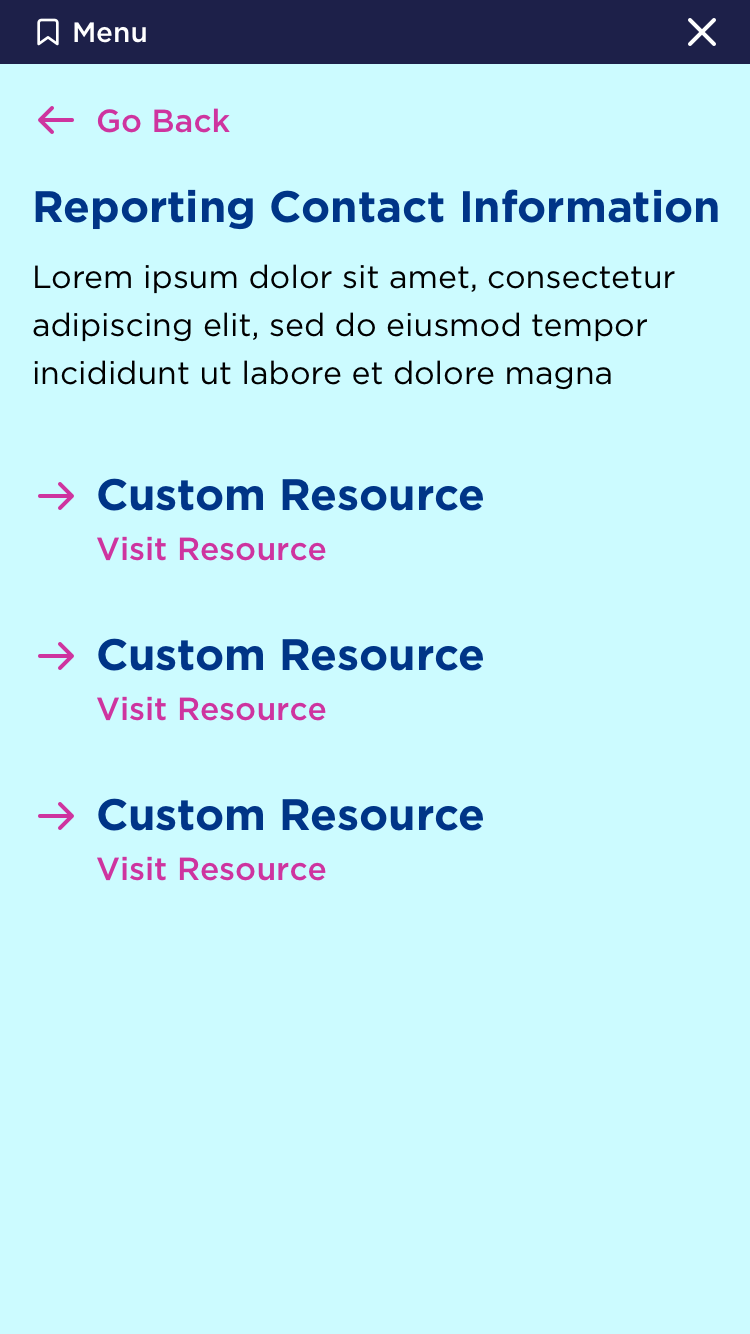 Menu
Go Back
Reporting Contact Information
Lorem ipsum dolor sit amet, consectetur
adipiscing elit, sed do eiusmod tempor
incididunt ut labore et dolore magna
Custom Resource
Visit Resource
Custom Resource
Visit Resource
Custom Resource
Visit Resource